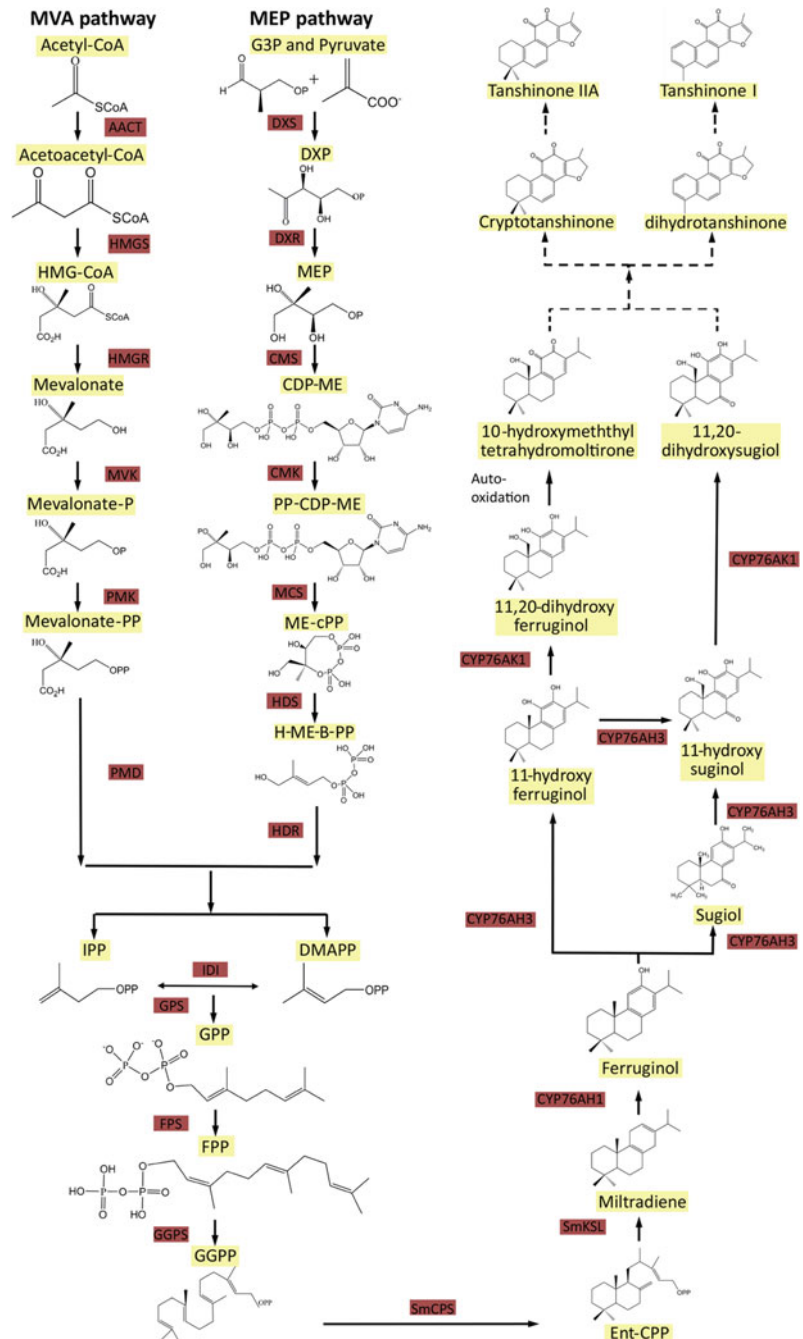 MVA pathway
Acetyl-CoA
O
SCoA
AACT
Acetoacetyl-CoA
O O
SCoA
HMGS
HMG-CoA
HO O
SCoA
CO₂H
HMGR
Mevalonate
HO
OH
CO₂H
MVK
Mevalonate-P
HO
OP
CO₂H
PMK
Mevalonate-PP
HO
OPP
CO₂H
PMD
MEP pathway
G3P and Pyruvate
O
H OP + COO⁻
DXS
DXP
OH
OP
O OH
DXR
MEP
HO
OP
OH OH
CMS
CDP-ME
CMK
PP-CDP-ME
MCS
ME-cPP
HDS
H-ME-B-PP
HDR
IPP
DMAPP
IDI
OPP
OPP
GPS
GPP
FPS
FPP
GGPS
GGPP
OPP
SmCPS
Tanshinone IIA
Tanshinone I
Cryptotanshinone
dihydrotanshinone
10-hydroxymeththyl
tetrahydromoltirone
11,20-
dihydroxysugiol
Auto-
oxidation
CYP76AK1
11,20-dihydroxy
ferruginol
CYP76AK1
CYP76AH3
11-hydroxy
ferruginol
11-hydroxy
suginol
CYP76AH3
Sugiol
CYP76AH3
CYP76AH3
OH
Ferruginol
CYP76AH1
Miltradiene
SmKSL
OPP
Ent-CPP